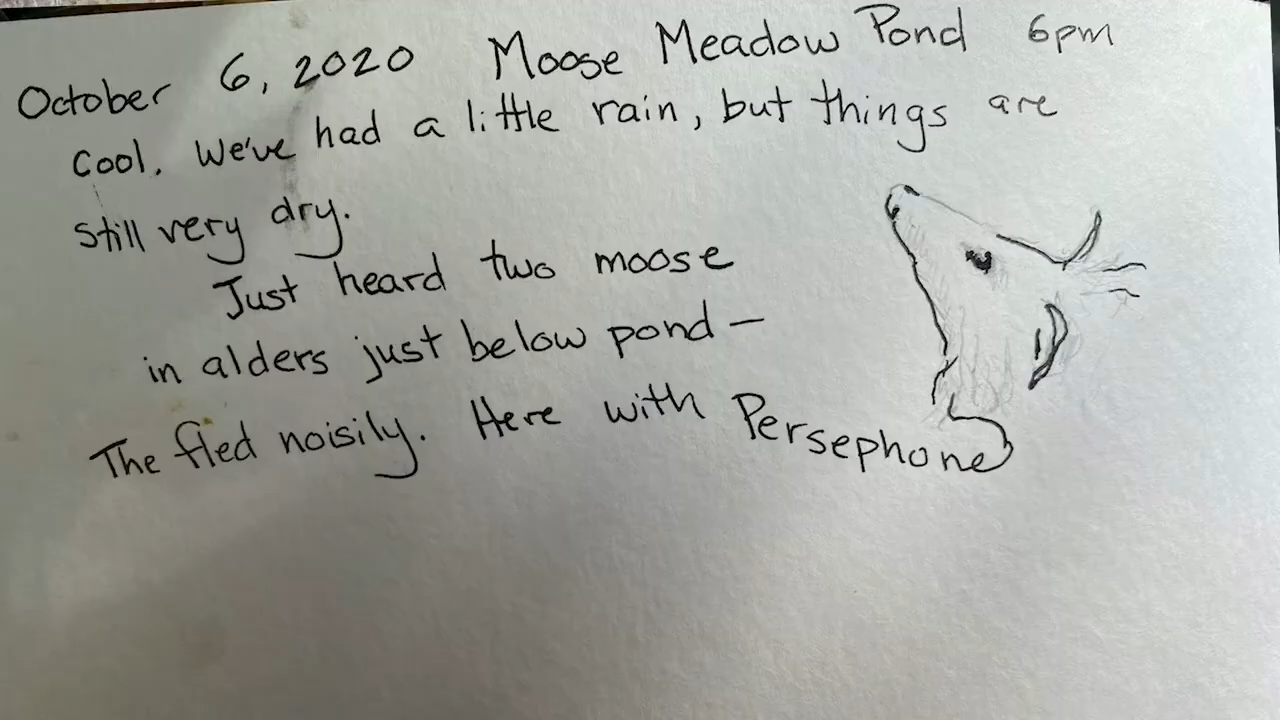 October 6, 2020 Moose Meadow Pond 6pm
Cool. We've had a little rain, but things are
still very dry.
Just heard two moose
in alders just below pond —
The fled noisily. Here with Persephone